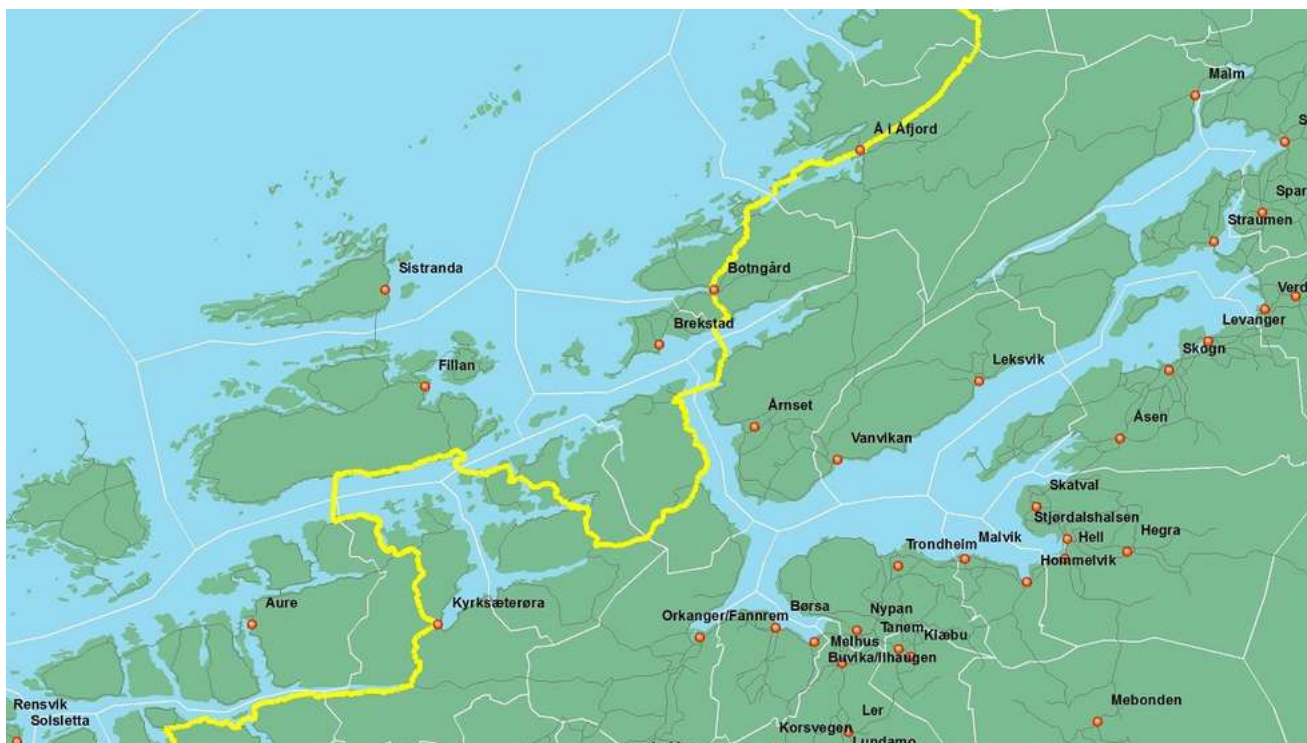 Malm
Å i Åfjord
S
Spar
Straumen
Sistranda
Botngård
Verd
Levanger
Brekstad
Skogn
Fillan
Leksvik
Årnset
Åsen
Vanvikan
Skatval
Stjørdalshalsen
Hell
Hegra
Malvik
Trondheim
Hommelvik
Aure
Kyrksæterøra
Orkanger/Fannrem
Børsa
Nypan
Tanem
Klæbu
Melhus
Buvika/Ilhaugen
Rensvik
Solsletta
Mebonden
Ler
Korsvegen
Lundamo